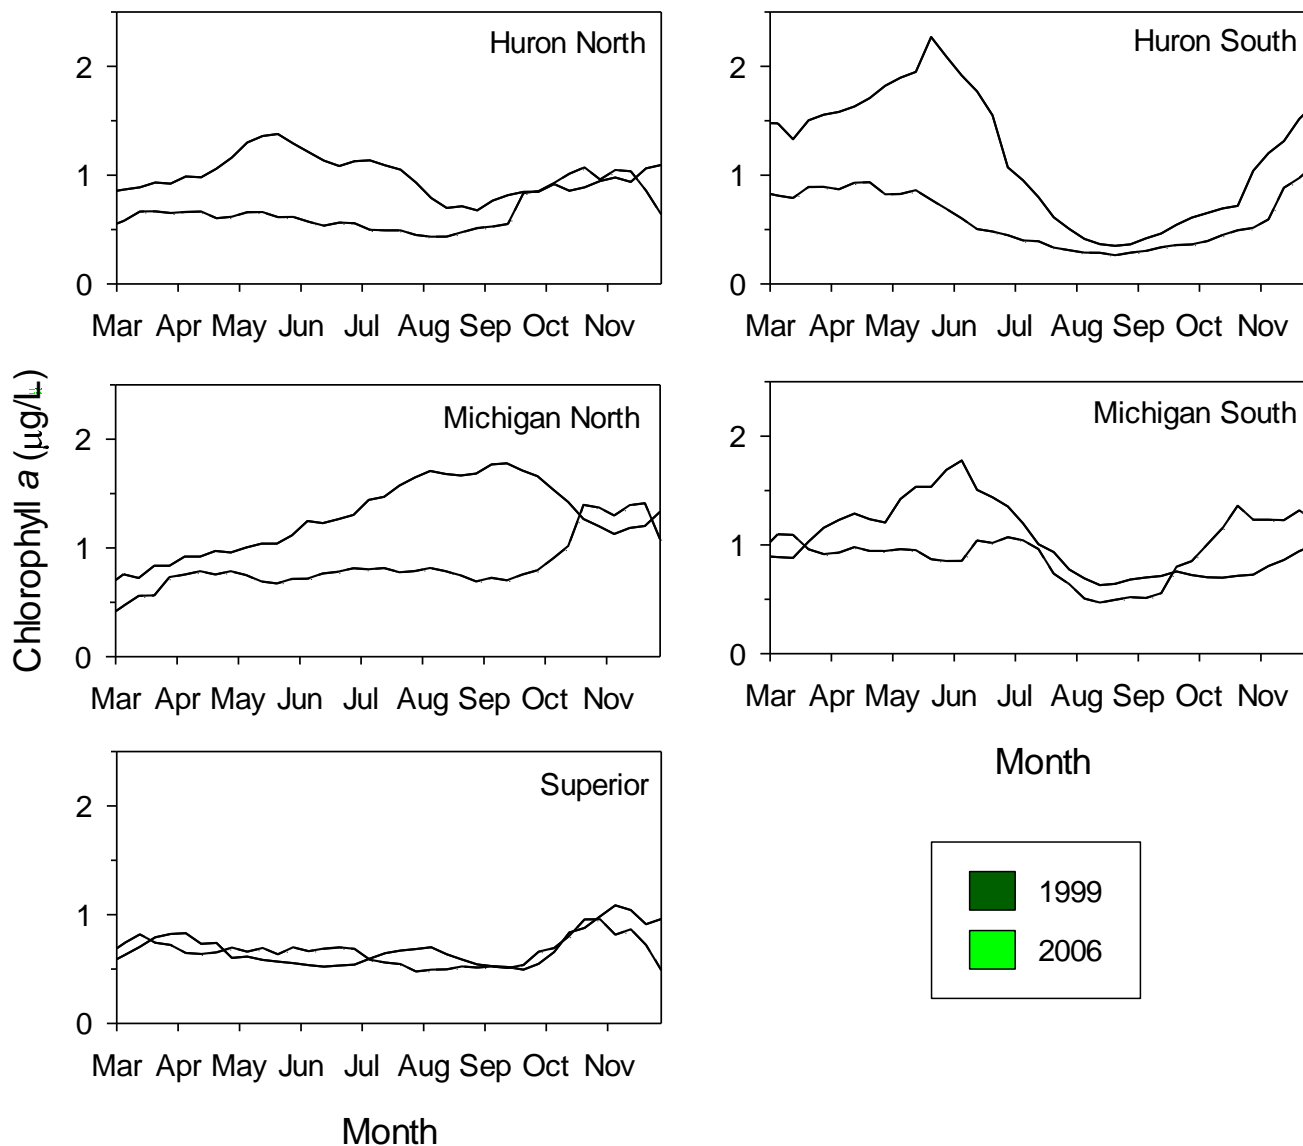 Huron North
2
1
0
Mar Apr May Jun Jul Aug Sep Oct Nov
Huron South
2
1
0
Mar Apr May Jun Jul Aug Sep Oct Nov
Chlorophyll a (µg/L)
Michigan North
2
1
0
Mar Apr May Jun Jul Aug Sep Oct Nov
Michigan South
2
1
0
Mar Apr May Jun Jul Aug Sep Oct Nov
Month
Superior
2
1
0
Mar Apr May Jun Jul Aug Sep Oct Nov
Month
1999
2006